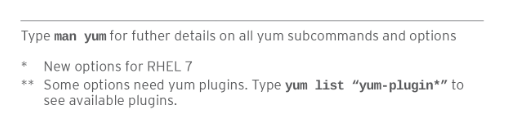 Type man yum for futher details on all yum subcommands and options
* New options for RHEL 7
** Some options need yum plugins. Type yum list “yum-plugin*” to
see available plugins.